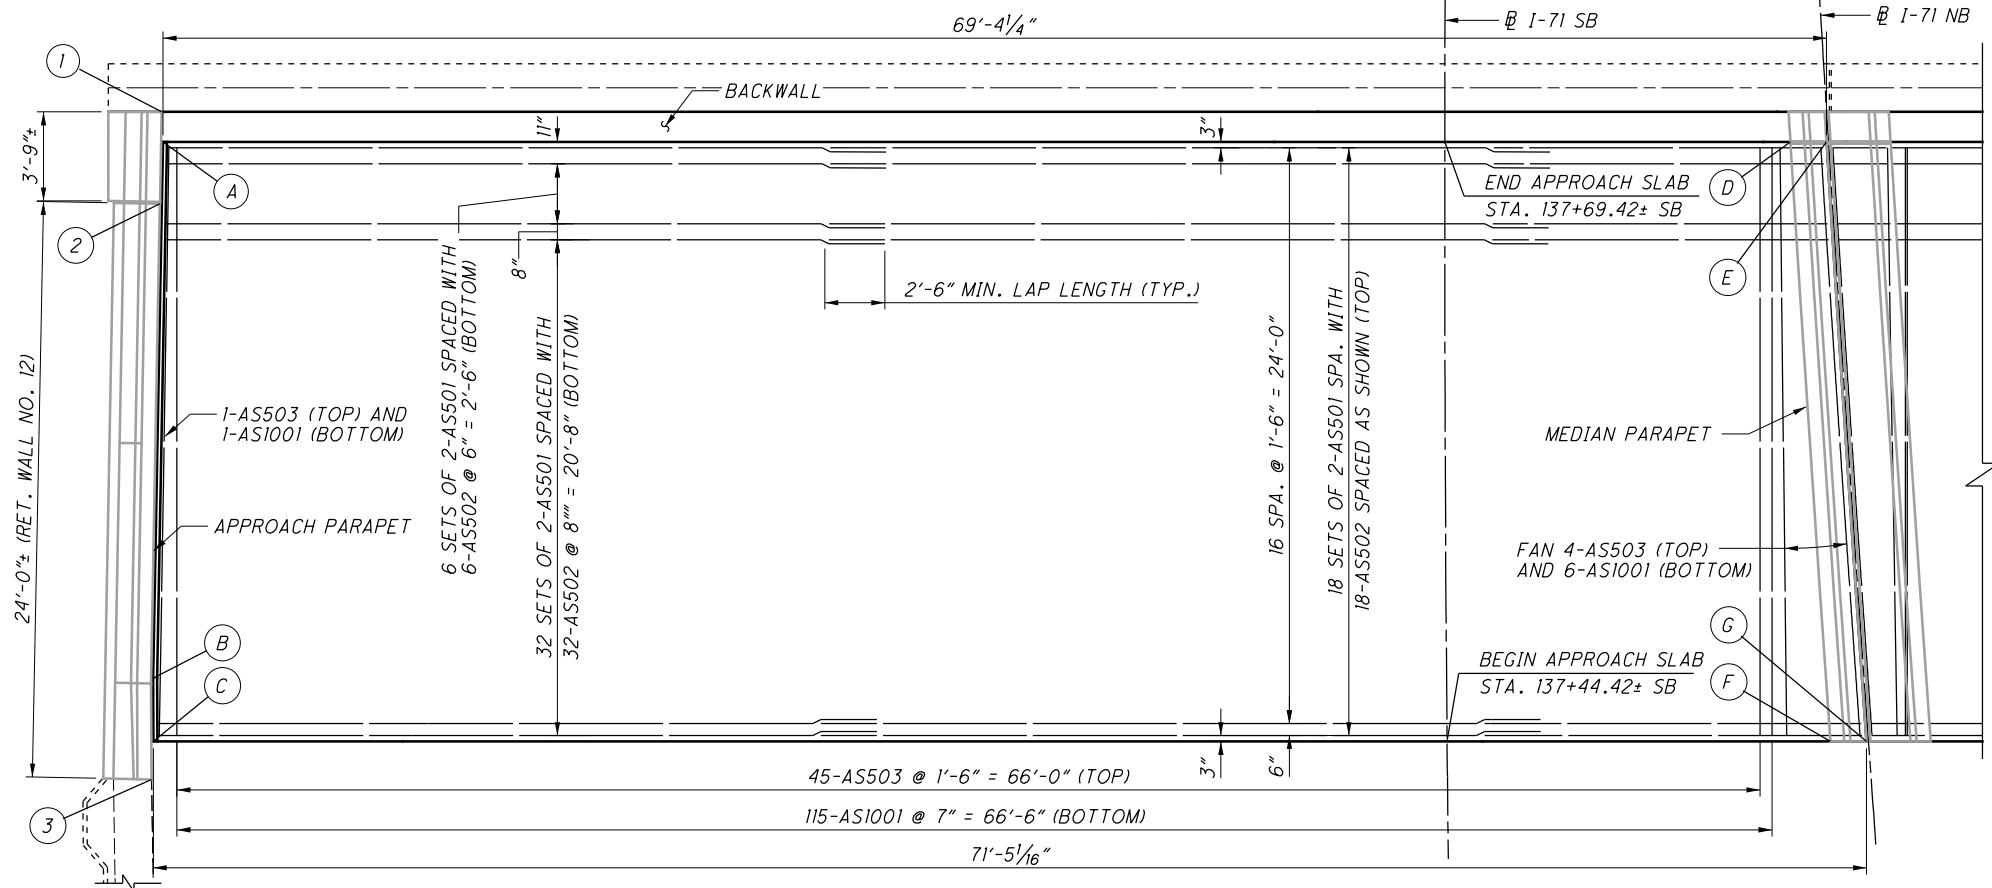 69'-4 1/4"
℄ I-71 SB
℄ I-71 NB
1
BACKWALL
3'-9"±
11"
3"
A
END APPROACH SLAB
STA. 137+69.42± SB
D
2
8"
E
2'-6" MIN. LAP LENGTH (TYP.)
6 SETS OF 2-AS501 SPACED WITH
6-AS502 @ 6" = 2'-6" (BOTTOM)
32 SETS OF 2-AS501 SPACED WITH
32-AS502 @ 8"" = 20'-8" (BOTTOM)
16 SPA. @ 1'-6" = 24'-0"
18 SETS OF 2-AS501 SPA. WITH
18-AS502 SPACED AS SHOWN (TOP)
24'-0"± (RET. WALL NO. 12)
1-AS503 (TOP) AND
1-AS1001 (BOTTOM)
MEDIAN PARAPET
APPROACH PARAPET
FAN 4-AS503 (TOP)
AND 6-AS1001 (BOTTOM)
B
G
C
BEGIN APPROACH SLAB
STA. 137+44.42± SB
F
3"
6"
45-AS503 @ 1'-6" = 66'-0" (TOP)
3
115-AS1001 @ 7" = 66'-6" (BOTTOM)
71'-5 1/16"